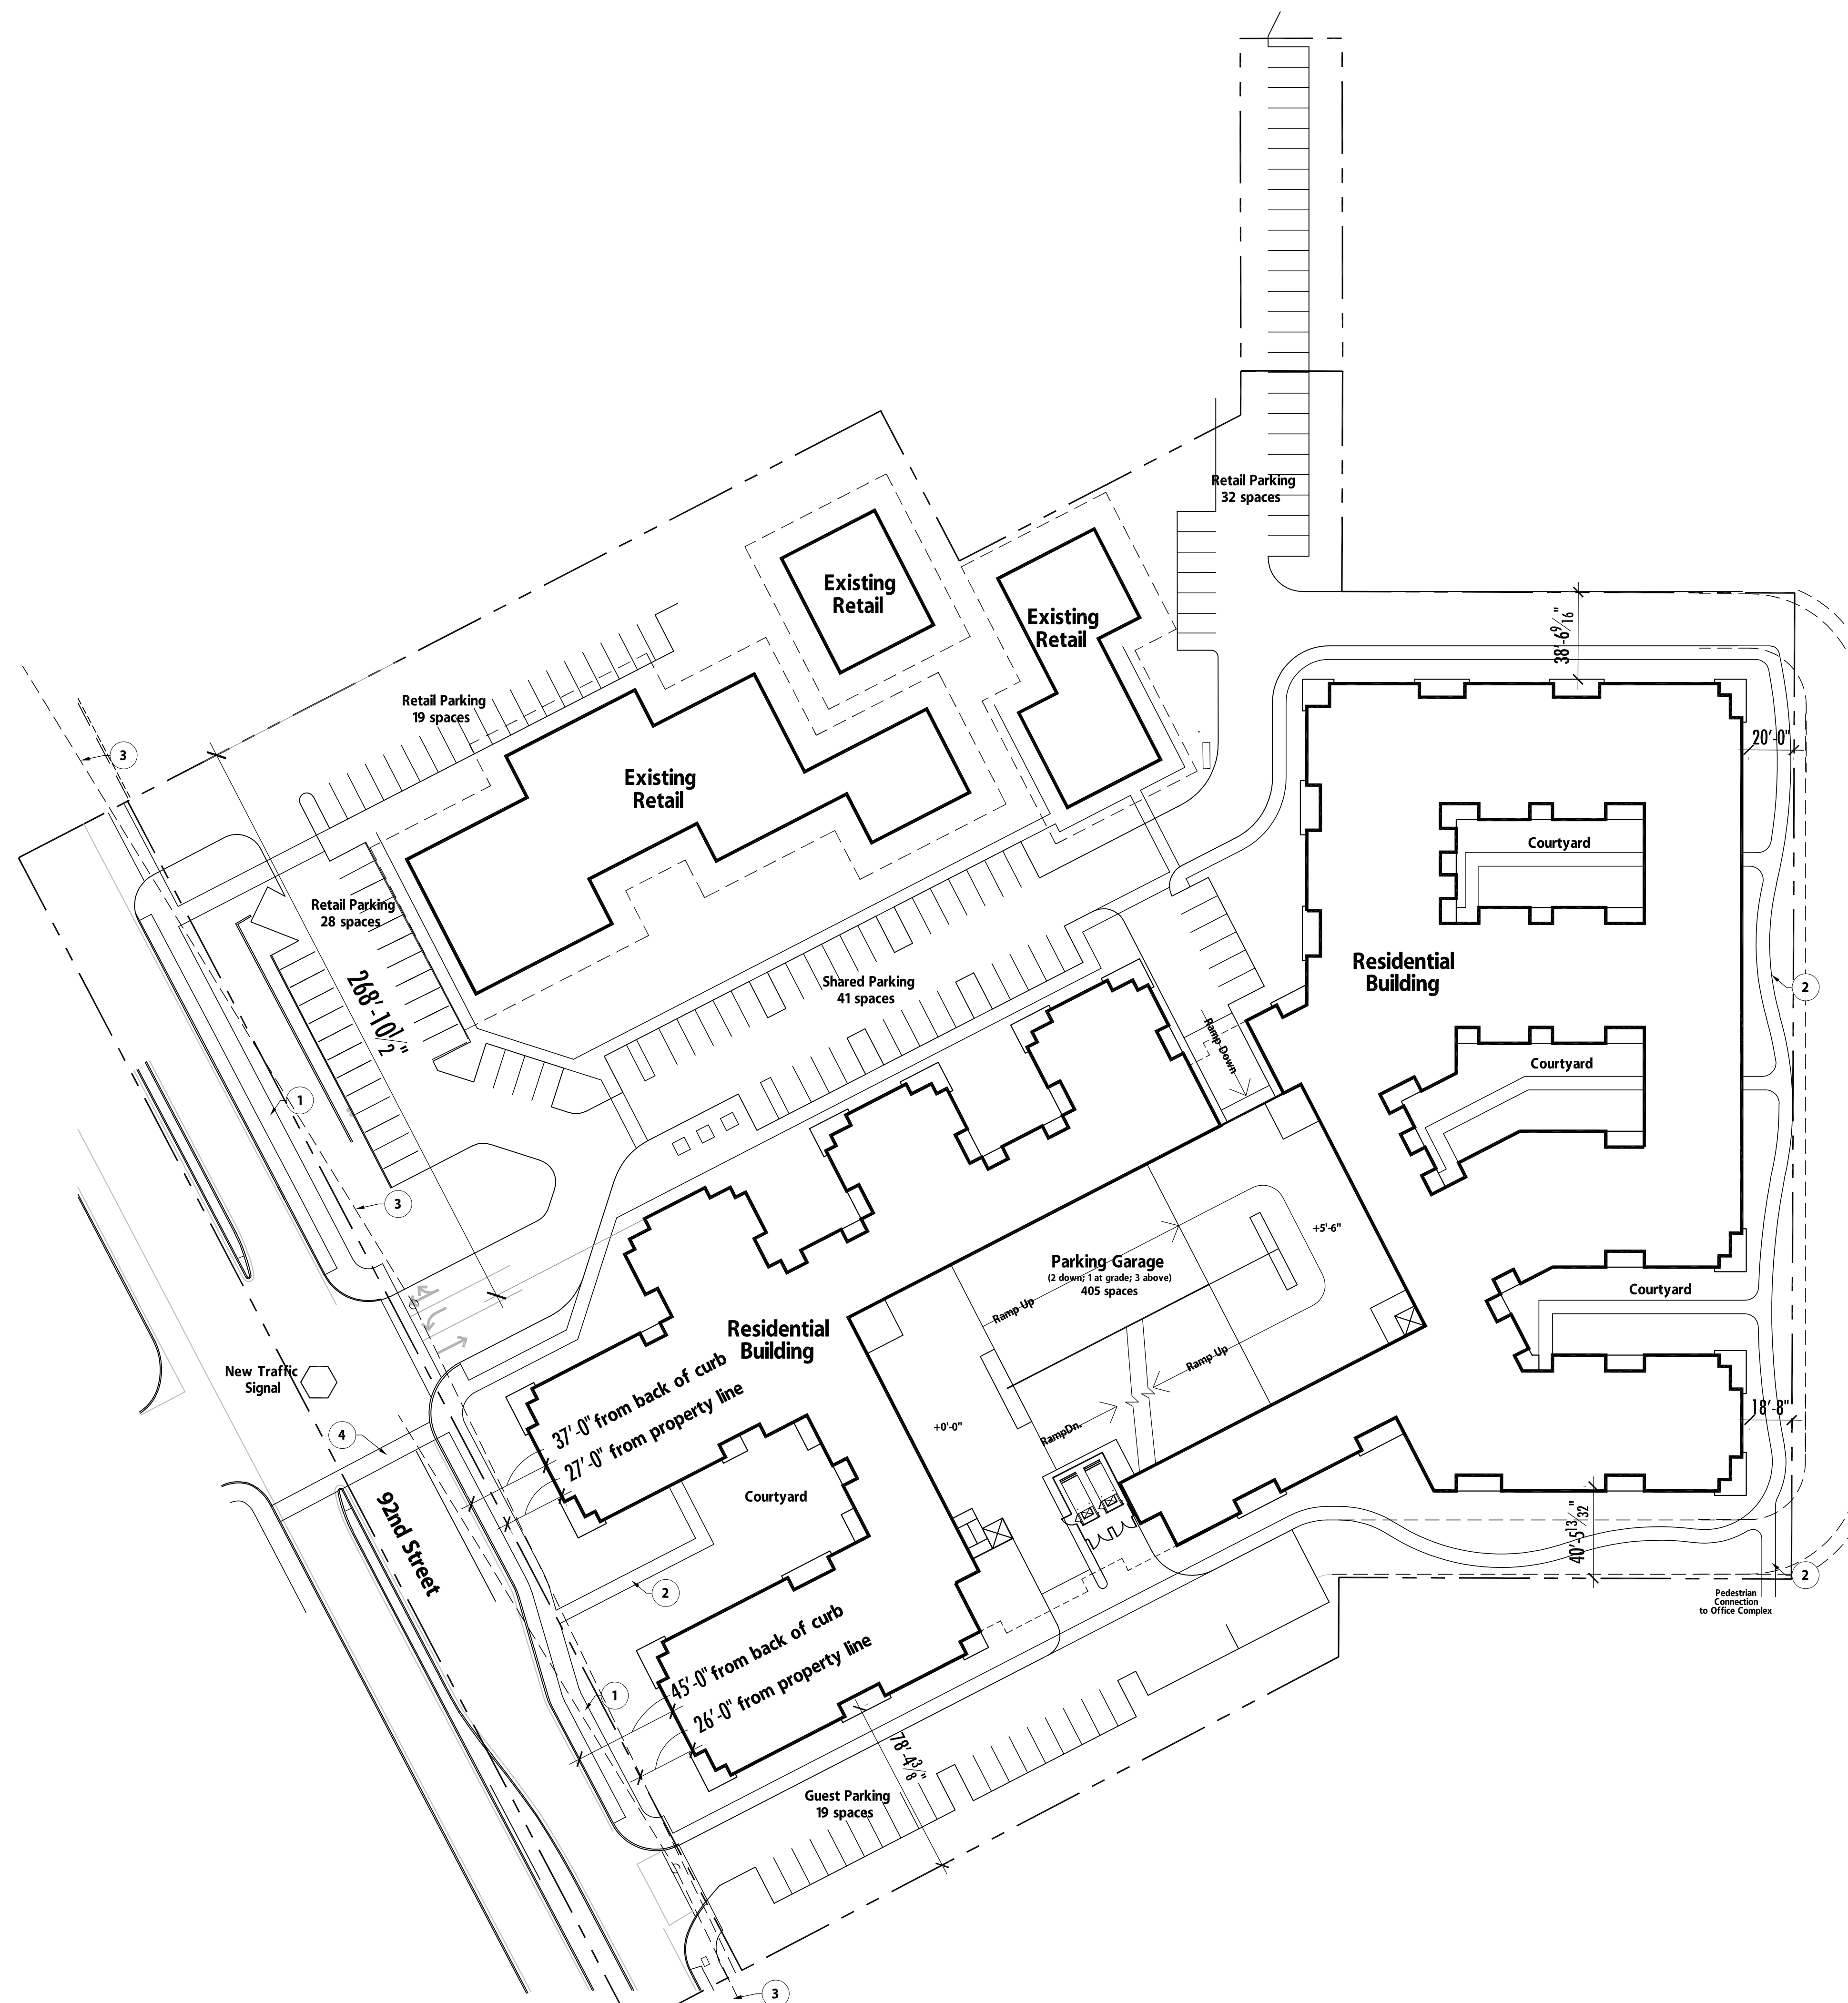 Retail Parking
32 spaces
Existing
Retail
Existing
Retail
38'-6 9/16"
Retail Parking
19 spaces
3
Existing
Retail
20'-0"
Courtyard
Retail Parking
28 spaces
268'-10 1/2"
Shared Parking
41 spaces
Residential
Building
2
Ramp Down
Courtyard
1
3
+5'-6"
Parking Garage
(2 down; 1 at grade; 3 above)
405 spaces
Ramp Up
Courtyard
Residential
Building
Ramp Up
New Traffic
Signal
37'-0" from back of curb
27'-0" from property line
18'-8"
4
+0'-0"
RampDn.
Courtyard
92nd Street
40'-5 13/32"
2
2
Pedestrian
Connection
to Office Complex
45'-0" from back of curb
26'-0" from property line
1
78'-4 3/8"
Guest Parking
19 spaces
3